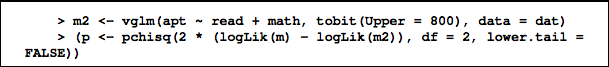 > m2 <- vglm(apt ~ read + math, tobit(Upper = 800), data = dat)
> (p <- pchisq(2 * (logLik(m) - logLik(m2)), df = 2, lower.tail =
FALSE))